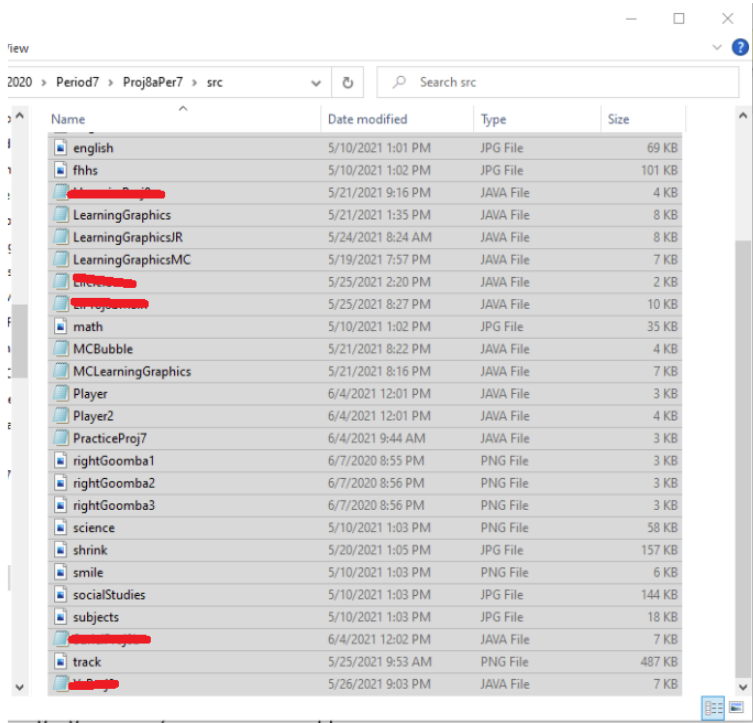 View
2020 > Period7 > Proj8aPer7 > src Search src
Name Date modified Type Size
english 5/10/2021 1:01 PM JPG File 69 KB
fhhs 5/10/2021 1:02 PM JPG File 101 KB
5/21/2021 9:16 PM JAVA File 4 KB
LearningGraphics 5/21/2021 1:35 PM JAVA File 8 KB
LearningGraphicsJR 5/24/2021 8:24 AM JAVA File 8 KB
LearningGraphicsMC 5/19/2021 7:57 PM JAVA File 7 KB
5/25/2021 2:20 PM JAVA File 2 KB
5/25/2021 8:27 PM JAVA File 10 KB
math 5/10/2021 1:02 PM JPG File 35 KB
MCBubble 5/21/2021 8:22 PM JAVA File 4 KB
MCLearningGraphics 5/21/2021 8:16 PM JAVA File 7 KB
Player 6/4/2021 12:01 PM JAVA File 3 KB
Player2 6/4/2021 12:01 PM JAVA File 4 KB
PracticeProj7 6/4/2021 9:44 AM JAVA File 3 KB
rightGoomba1 6/7/2020 8:55 PM PNG File 3 KB
rightGoomba2 6/7/2020 8:56 PM PNG File 3 KB
rightGoomba3 6/7/2020 8:56 PM PNG File 3 KB
science 5/10/2021 1:03 PM PNG File 58 KB
shrink 5/20/2021 1:05 PM JPG File 157 KB
smile 5/10/2021 1:03 PM PNG File 6 KB
socialStudies 5/10/2021 1:03 PM JPG File 144 KB
subjects 5/10/2021 1:03 PM JPG File 18 KB
6/4/2021 12:02 PM JAVA File 7 KB
track 5/25/2021 9:53 AM PNG File 487 KB
5/26/2021 9:03 PM JAVA File 7 KB